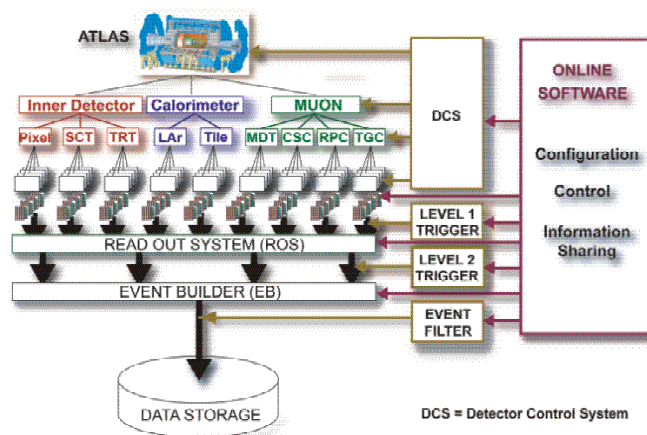 ATLAS
Inner Detector
Calorimeter
MUON
Pixel
SCT
TRT
LAr
Tile
MDT
CSC
RPC
TGC
DCS
ONLINE
SOFTWARE
Configuration
Control
Information
Sharing
LEVEL 1
TRIGGER
READ OUT SYSTEM (ROS)
LEVEL 2
TRIGGER
EVENT BUILDER (EB)
EVENT
FILTER
DATA STORAGE
DCS = Detector Control System